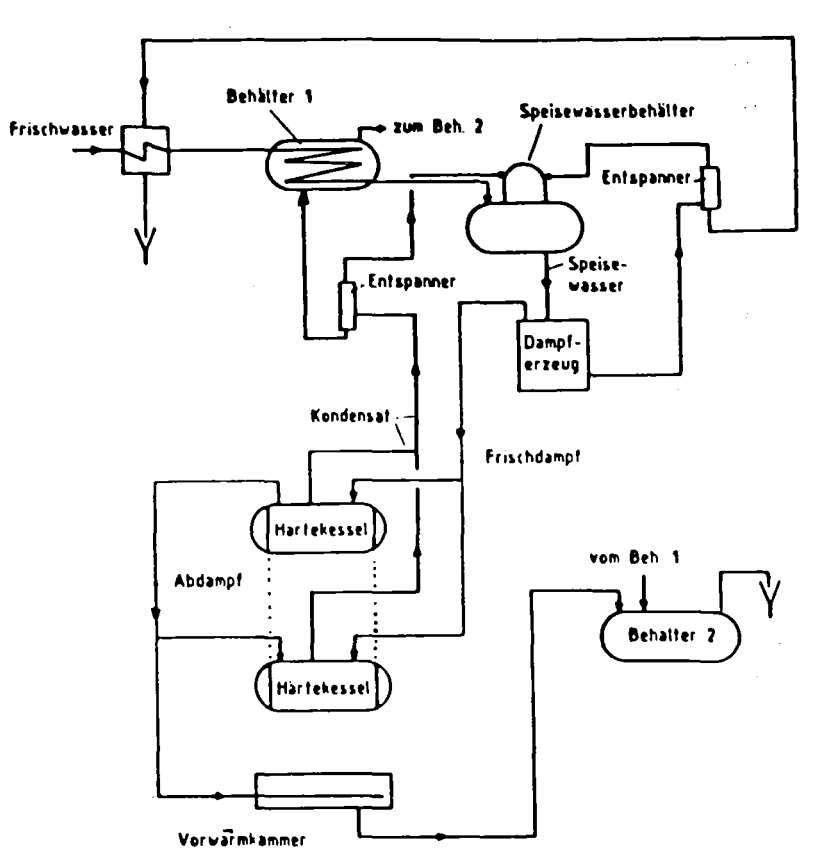 Behälter 1
zum Beh. 2
Speisewasserbehälter
Frischwasser
Entspanner
Entspanner
Speise-
wasser
Dampf-
erzeug
Kondensat
Frischdampf
Härtekessel
vom Beh 1
Abdampf
Behälter 2
Härtekessel
Vorwärmkammer